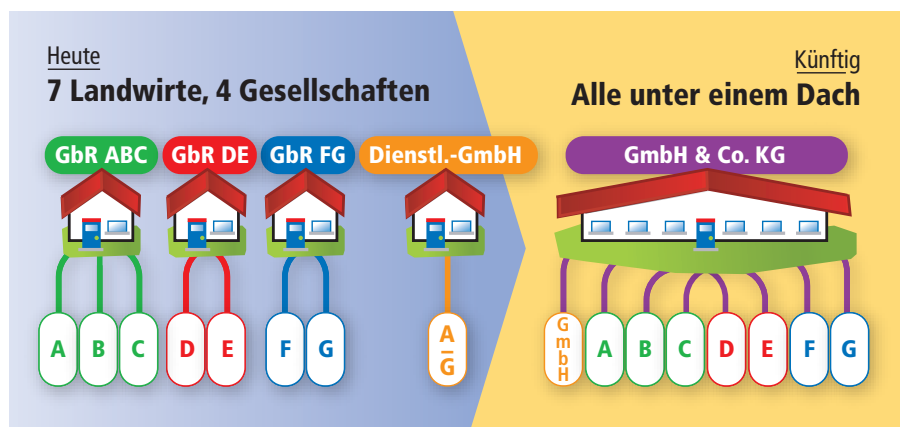 Heute
7 Landwirte, 4 Gesellschaften
Künftig
Alle unter einem Dach
GbR ABC GbR DE GbR FG Dienstl.-GmbH GmbH & Co. KG
A B C D E F G A–G GmbH A B C D E F G